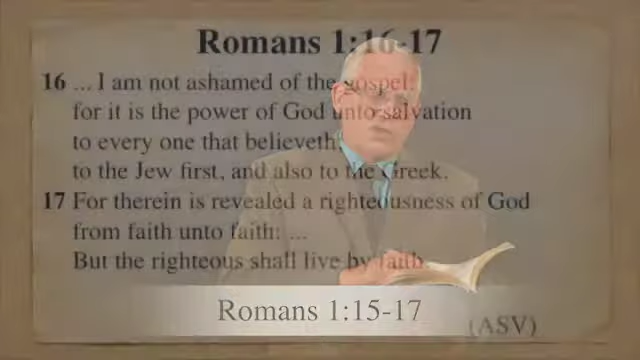 Romans 1:16-17
16 ... I am not ashamed of the gospel:
for it is the power of God unto salvation
to every one that believeth;
to the Jew first, and also to the Greek.
17 For therein is revealed a righteousness of God
from faith unto faith: ...
But the righteous shall live by faith.
Romans 1:15-17
(ASV)